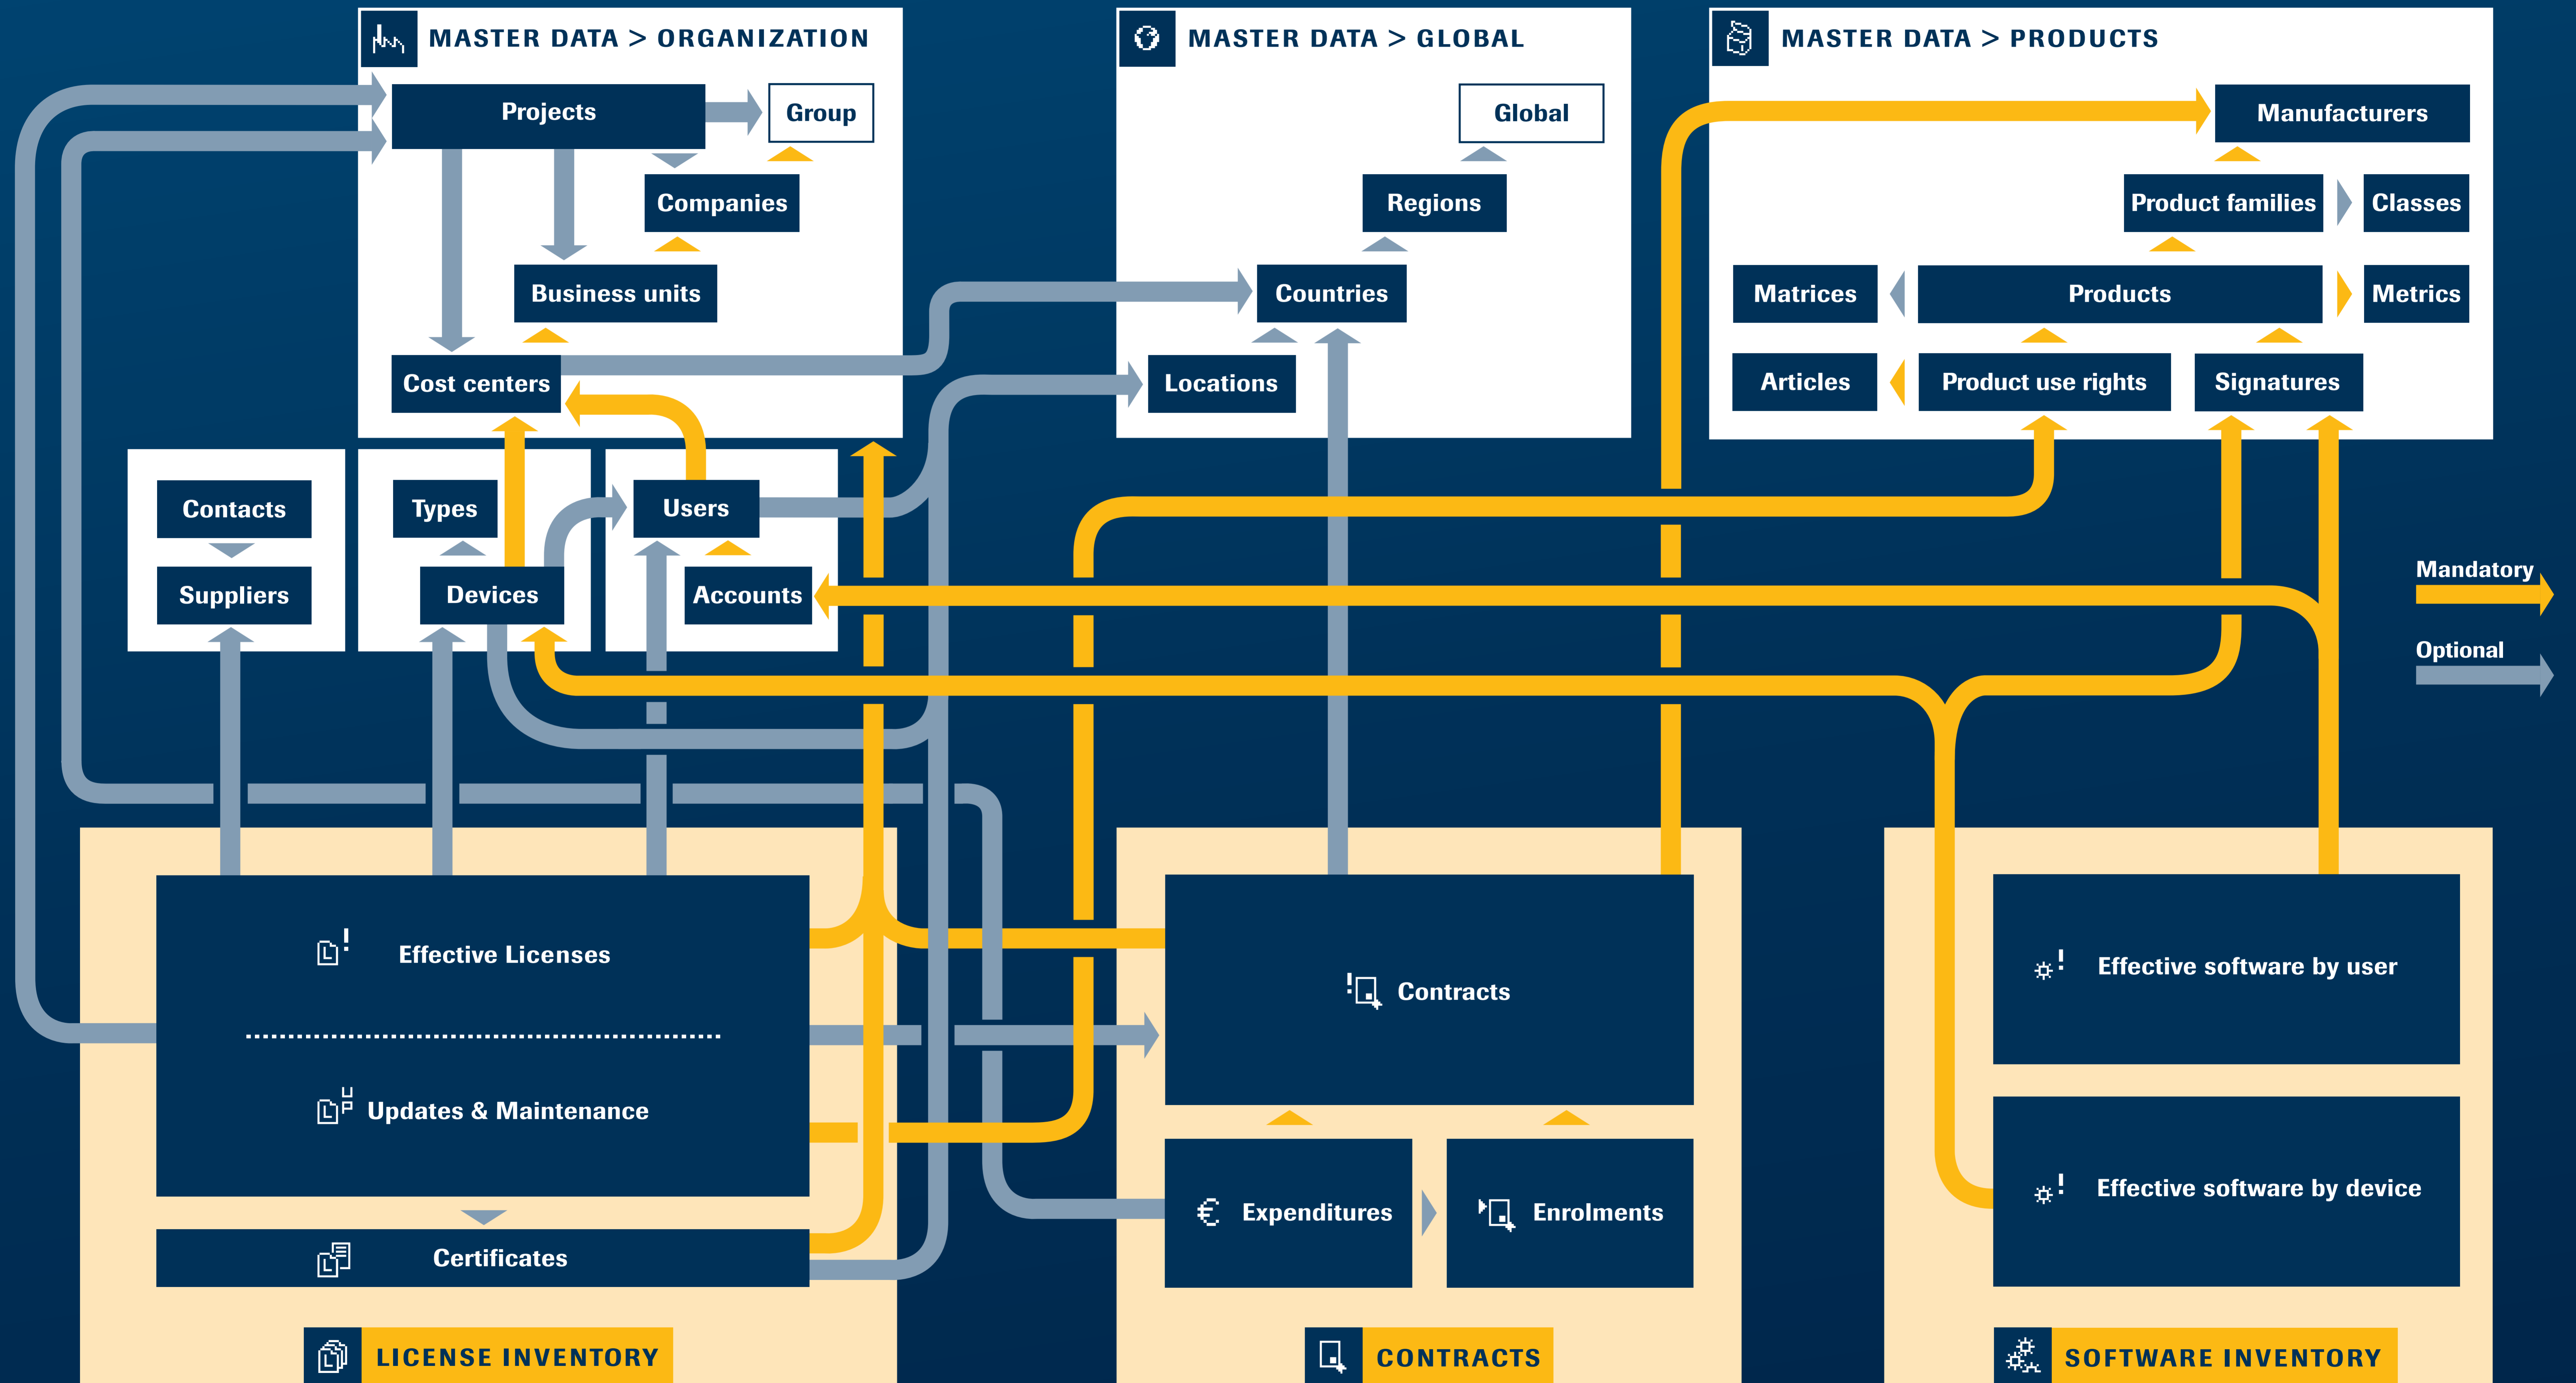 MASTER DATA > ORGANIZATION
MASTER DATA > GLOBAL
MASTER DATA > PRODUCTS
Projects
Group
Companies
Business units
Cost centers
Global
Regions
Countries
Locations
Manufacturers
Product families
Classes
Matrices
Products
Metrics
Articles
Product use rights
Signatures
Contacts
Suppliers
Types
Devices
Users
Accounts
Mandatory
Optional
Effective Licenses
Updates & Maintenance
Certificates
LICENSE INVENTORY
Contracts
€ Expenditures
Enrolments
CONTRACTS
Effective software by user
Effective software by device
SOFTWARE INVENTORY